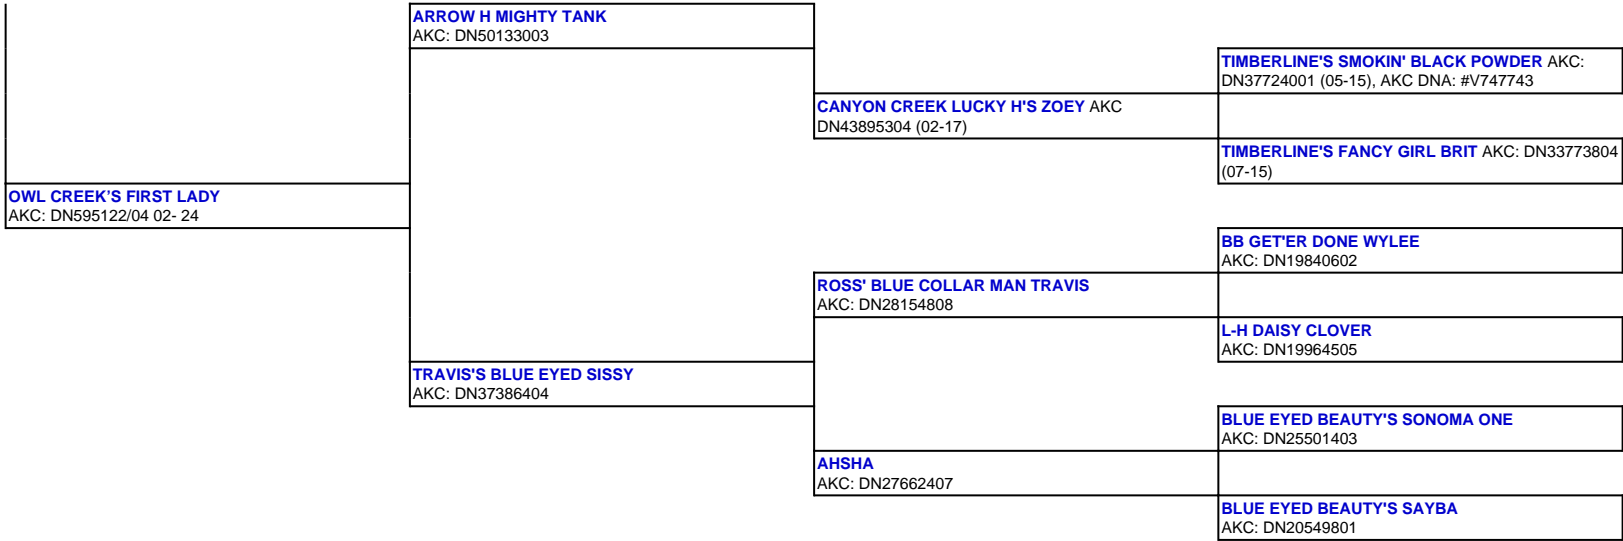 ARROW H MIGHTY TANK
AKC: DN50133003
TIMBERLINE'S SMOKIN' BLACK POWDER AKC:
DN37724001 (05-15), AKC DNA: #V747743
CANYON CREEK LUCKY H'S ZOEY AKC
DN43895304 (02-17)
TIMBERLINE'S FANCY GIRL BRIT AKC: DN33773804
(07-15)
OWL CREEK’S FIRST LADY
AKC: DN595122/04 02- 24
BB GET'ER DONE WYLEE
AKC: DN19840602
ROSS' BLUE COLLAR MAN TRAVIS
AKC: DN28154808
L-H DAISY CLOVER
AKC: DN19964505
TRAVIS'S BLUE EYED SISSY
AKC: DN37386404
BLUE EYED BEAUTY'S SONOMA ONE
AKC: DN25501403
AHSHA
AKC: DN27662407
BLUE EYED BEAUTY'S SAYBA
AKC: DN20549801